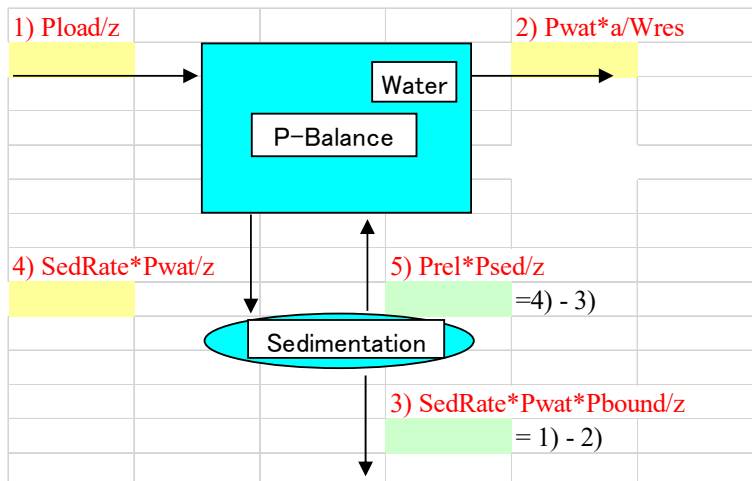 1) Pload/z
2) Pwat*a/Wres
Water
P-Balance
4) SedRate*Pwat/z
5) Prel*Psed/z
=4) - 3)
Sedimentation
3) SedRate*Pwat*Pbound/z
= 1) - 2)